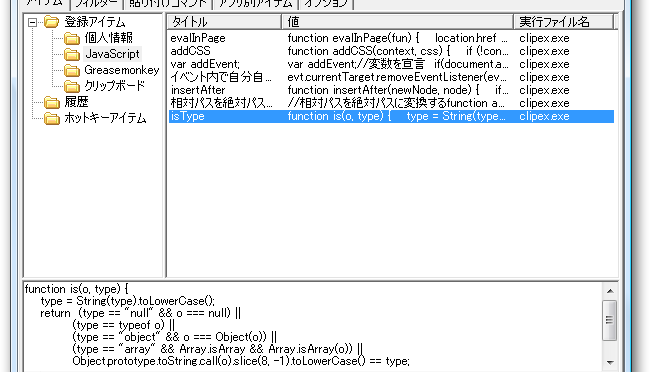 アイテム フィルター 貼り付けコマンド アプリ別アイテム オプション
登録アイテム
個人情報
JavaScript
Greasemonkey
クリップボード
履歴
ホットキーアイテム
タイトル 値 実行ファイル名
evalInPage function evalInPage(fun) { location.href ... clipex.exe
addCSS function addCSS(context, css) { if (!con... clipex.exe
var addEvent; var addEvent;//変数を宣言 if(document.a... clipex.exe
イベント内で自分自... evt.currentTarget.removeEventListener(ev... clipex.exe
insertAfter function insertAfter(newNode, node) { if... clipex.exe
相対パスを絶対パス... //相対パスを絶対パスに変換するfunction a... clipex.exe
isType function is(o, type) { type = String(type... clipex.exe
function is(o, type) {
type = String(type).toLowerCase();
return (type == "null" && o === null) ||
(type == typeof o) ||
(type == "object" && o === Object(o)) ||
(type == "array" && Array.isArray && Array.isArray(o)) ||
Object.prototype.toString.call(o).slice(8, -1).toLowerCase() == type;